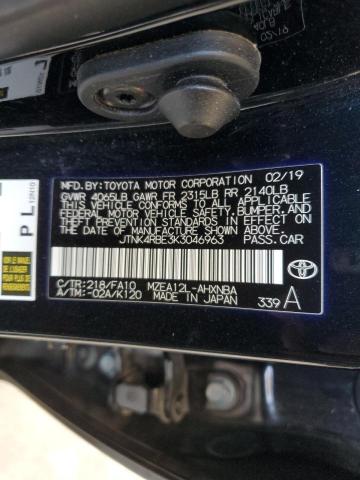 MFD. BY: TOYOTA MOTOR CORPORATION 02/19
GVWR 4065LB GAWR FR 2315LB RR 2140LB
THIS VEHICLE CONFORMS TO ALL APPLICABLE
FEDERAL MOTOR VEHICLE SAFETY, BUMPER, AND
THEFT PREVENTION STANDARDS IN EFFECT ON
THE DATE OF MANUFACTURE SHOWN ABOVE.
JTNK4RBE3K3046963 PASS.CAR
C/TR: 218/FA10 MZEA12L-AHXNBA
A/TM: -02A/K120 MADE IN JAPAN 339 A
PL
12N10